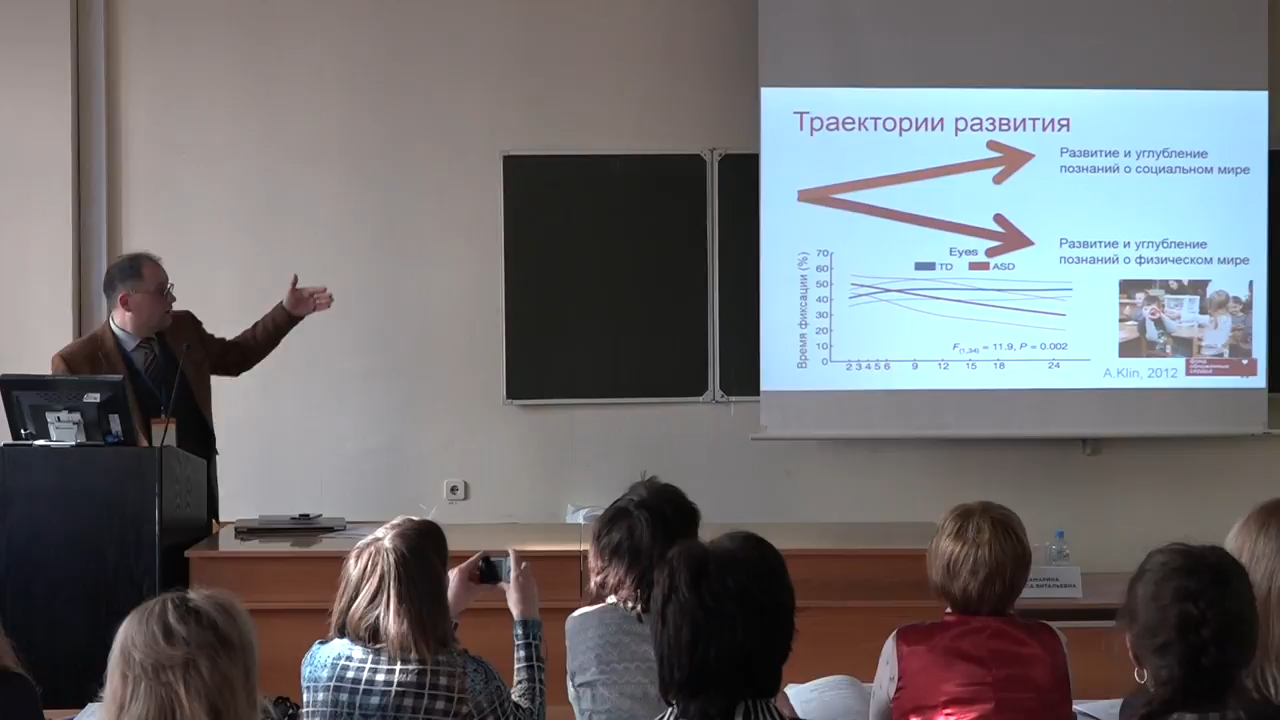 Траектории развития
Развитие и углубление
познаний о социальном мире
Развитие и углубление
познаний о физическом мире
Eyes
TD ASD
Время фиксации (%)
70
60
50
40
30
20
10
0
F(1,34) = 11.9, P = 0.002
2 3 4 5 6 9 12 15 18 24
A.Klin, 2012
ВИТАЛЬЕВНА